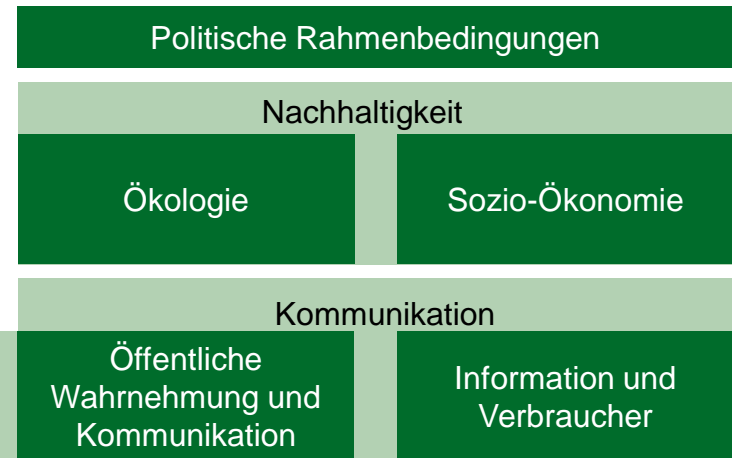 Politische Rahmenbedingungen
Nachhaltigkeit
Ökologie
Sozio-Ökonomie
Kommunikation
Öffentliche
Wahrnehmung und
Kommunikation
Information und
Verbraucher